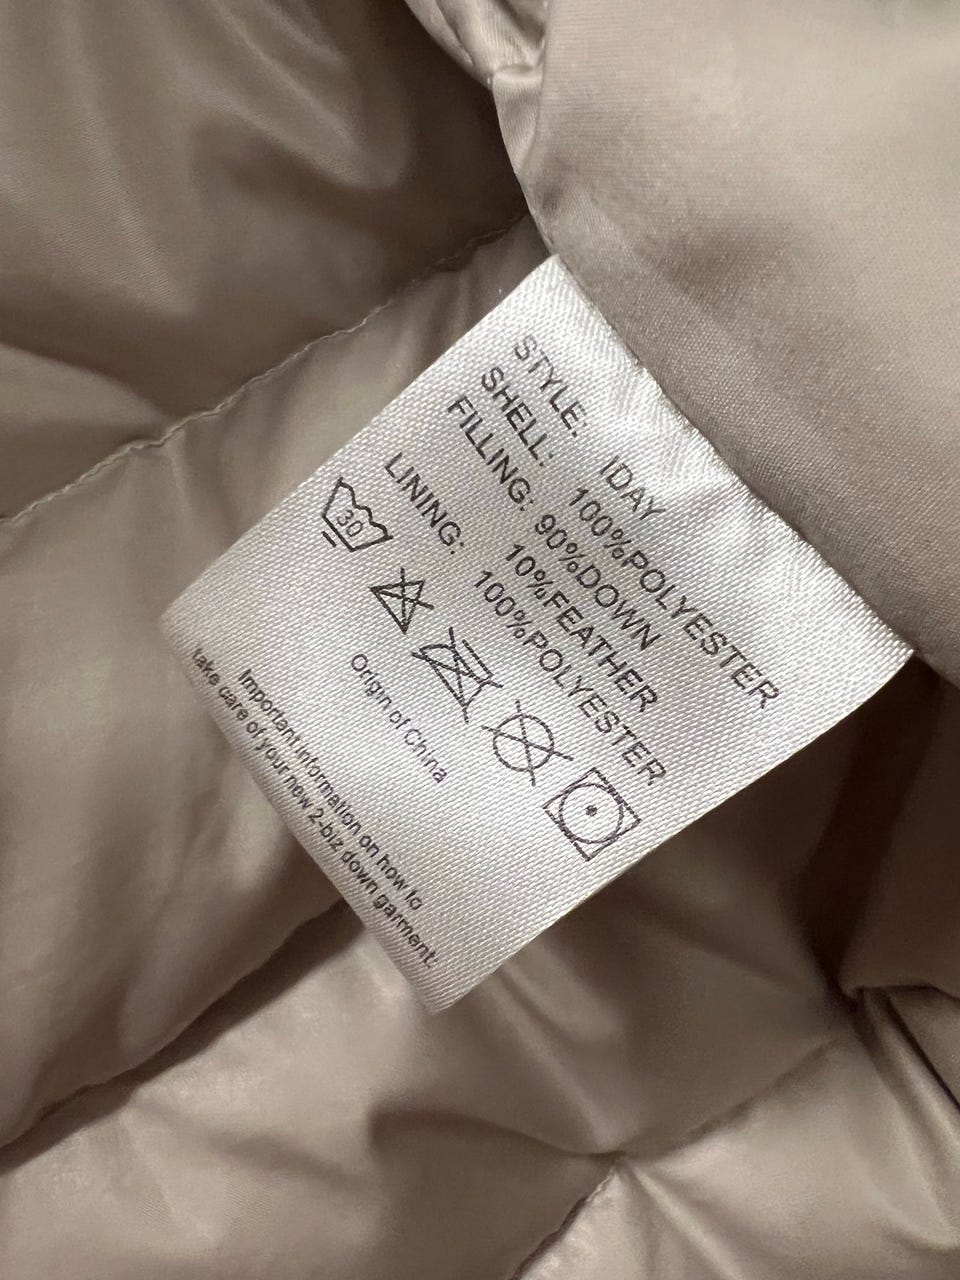 STYLE: IDAY
SHELL: 100%POLYESTER
FILLING: 90%DOWN
10%FEATHER
LINING: 100%POLYESTER
30
Origin of China
Important information on how to
take care of your new 2-biz down garment: